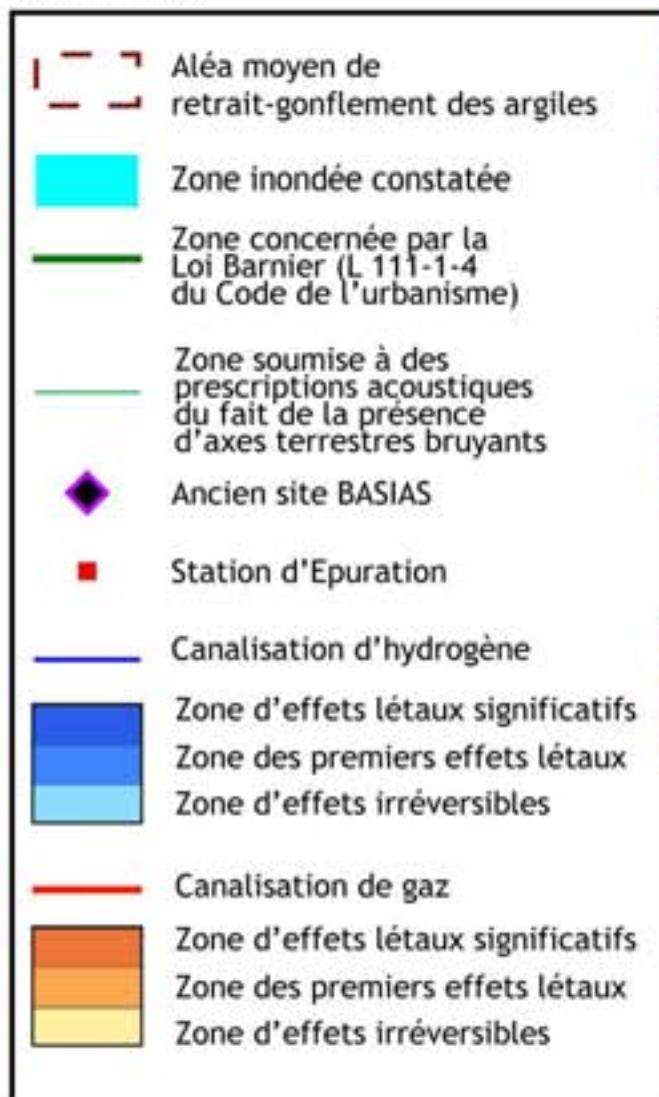 Aléa moyen de
retrait-gonflement des argiles
Zone inondée constatée
Zone concernée par la
Loi Barnier (L 111-1-4
du Code de l'urbanisme)
Zone soumise à des
prescriptions acoustiques
du fait de la présence
d'axes terrestres bruyants
Ancien site BASIAS
Station d'Epuration
Canalisation d'hydrogène
Zone d'effets létaux significatifs
Zone des premiers effets létaux
Zone d'effets irréversibles
Canalisation de gaz
Zone d'effets létaux significatifs
Zone des premiers effets létaux
Zone d'effets irréversibles